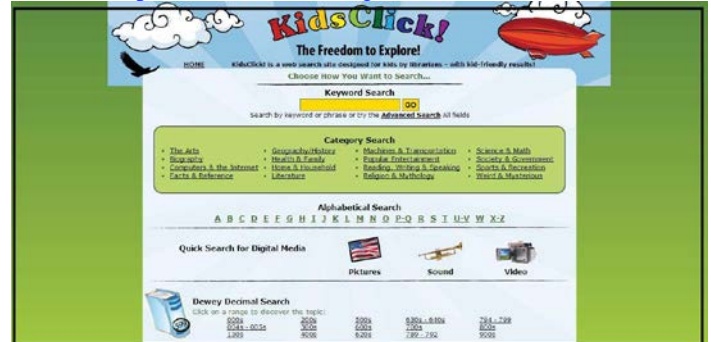 KidsClick!
The Freedom to Explore!
HOME KidsClick! is a web search site designed for kids by librarians - with kid-friendly results!
Choose How You Want to Search...
Keyword Search
GO
Search by keyword or phrase or try the Advanced Search All fields
Category Search
• The Arts • Geography/History • Machines & Transportation • Science & Math
• Biography • Health & Family • Popular Entertainment • Society & Government
• Computers & the Internet • Home & Household • Reading, Writing & Speaking • Sports & Recreation
• Facts & Reference • Literature • Religion & Mythology • Weird & Mysterious
Alphabetical Search
A B C D E F G H I J K L M N O P-Q R S T U-V W X-Z
Quick Search for Digital Media
Pictures Sound Video
Dewey Decimal Search
Click on a range to discover the topic:
000s 200s 500s 630s - 640s 794 - 799
004s - 005s 300s 600s 700s 800s
100s 400s 620s 789 - 792 900s